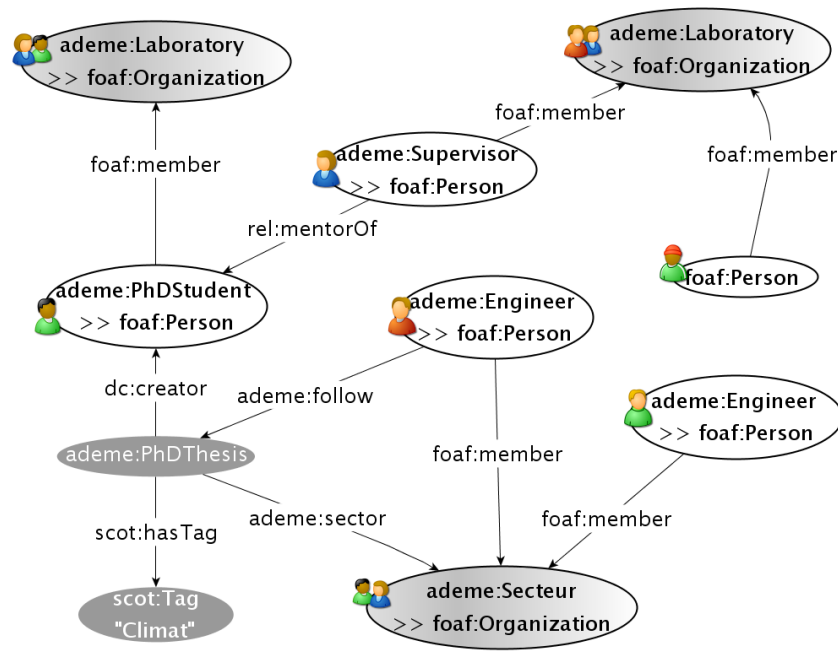 ademe:Laboratory
>> foaf:Organization
ademe:Laboratory
>> foaf:Organization
foaf:member
foaf:member
ademe:Supervisor
>> foaf:Person
foaf:member
rel:mentorOf
foaf:Person
ademe:PhDStudent
>> foaf:Person
ademe:Engineer
>> foaf:Person
dc:creator
ademe:follow
ademe:Engineer
>> foaf:Person
ademe:PhDThesis
foaf:member
scot:hasTag
ademe:sector
foaf:member
scot:Tag
"Climat"
ademe:Secteur
>> foaf:Organization